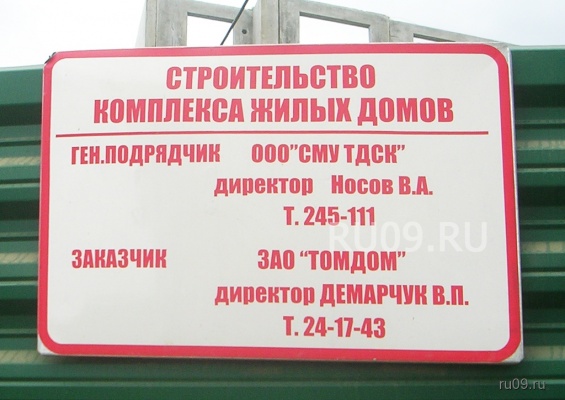 СТРОИТЕЛЬСТВО
КОМПЛЕКСА ЖИЛЫХ ДОМОВ
ГЕН.ПОДРЯДЧИК ООО"СМУ ТДСК"
директор Носов В.А.
Т. 245-111
RU09.RU
ЗАКАЗЧИК ЗАО "ТОМДОМ"
директор ДЕМАРЧУК В.П.
Т. 24-17-43
ru09.ru